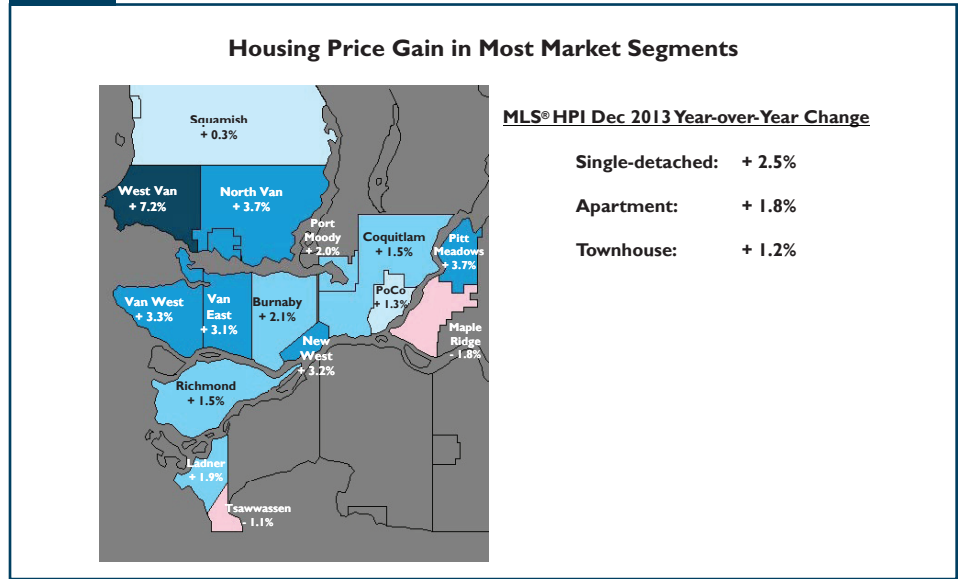 Housing Price Gain in Most Market Segments
Squamish
+ 0.3%
West Van
+ 7.2%
North Van
+ 3.7%
Port
Moody
+ 2.0%
Coquitlam
+ 1.5%
Pitt
Meadows
+ 3.7%
PoCo
+ 1.3%
Van West
+ 3.3%
Van
East
+ 3.1%
Burnaby
+ 2.1%
New
West
+ 3.2%
Maple
Ridge
- 1.8%
Richmond
+ 1.5%
Ladner
+ 1.9%
Tsawwassen
- 1.1%
MLS® HPI Dec 2013 Year-over-Year Change
Single-detached: + 2.5%
Apartment: + 1.8%
Townhouse: + 1.2%